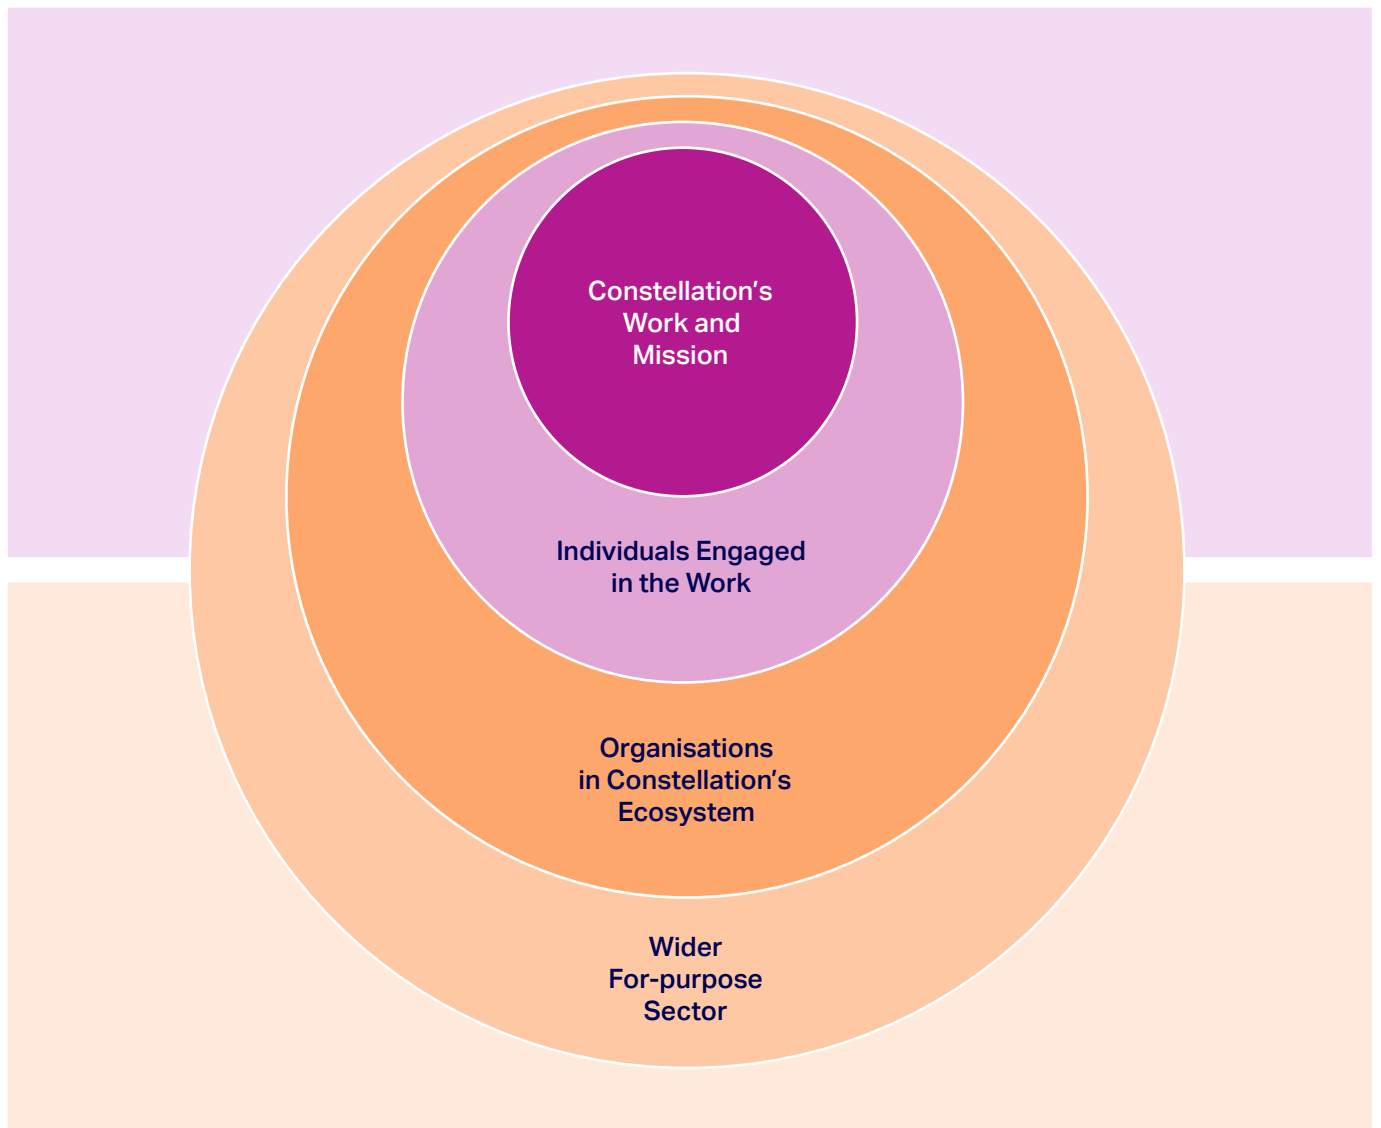 Constellation's
Work and
Mission
Individuals Engaged
in the Work
Organisations
in Constellation's
Ecosystem
Wider
For-purpose
Sector